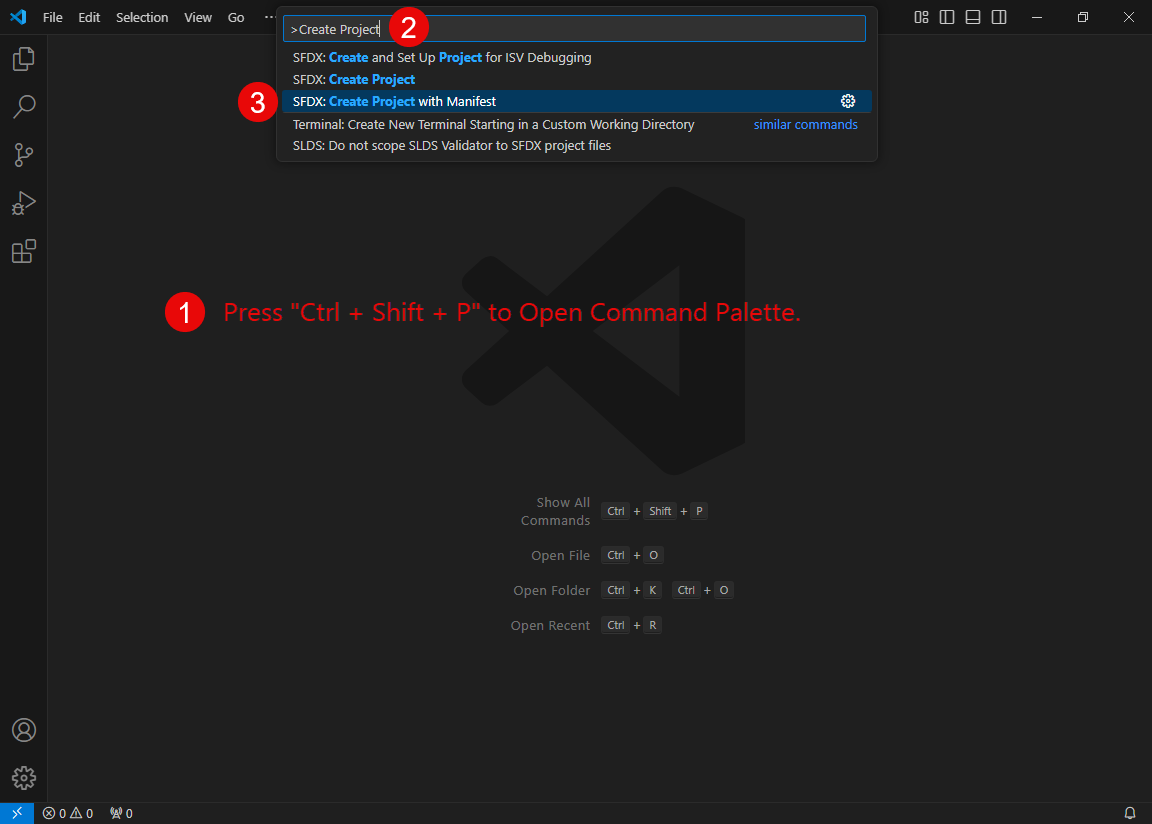 File Edit Selection View Go ...
>Create Project 2
SFDX: Create and Set Up Project for ISV Debugging
SFDX: Create Project
3 SFDX: Create Project with Manifest
Terminal: Create New Terminal Starting in a Custom Working Directory similar commands
SLDS: Do not scope SLDS Validator to SFDX project files
1 Press "Ctrl + Shift + P" to Open Command Palette.
Show All
Commands Ctrl + Shift + P
Open File Ctrl + O
Open Folder Ctrl + K Ctrl + O
Open Recent Ctrl + R
0 0 0